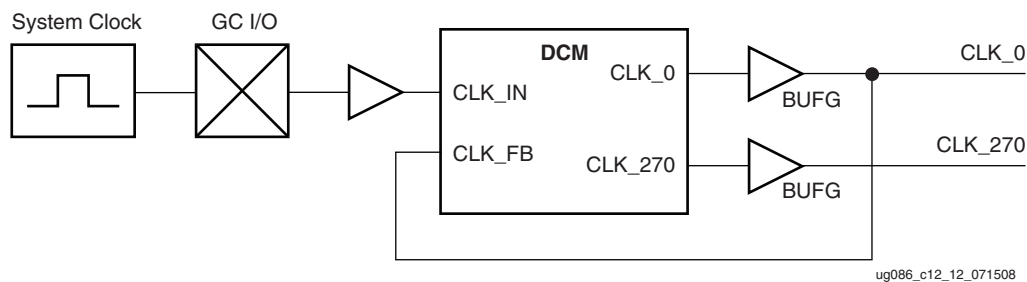 System Clock
GC I/O
DCM
CLK_0
CLK_0
CLK_IN
BUFG
CLK_FB
CLK_270
CLK_270
BUFG
ug086_c12_12_071508